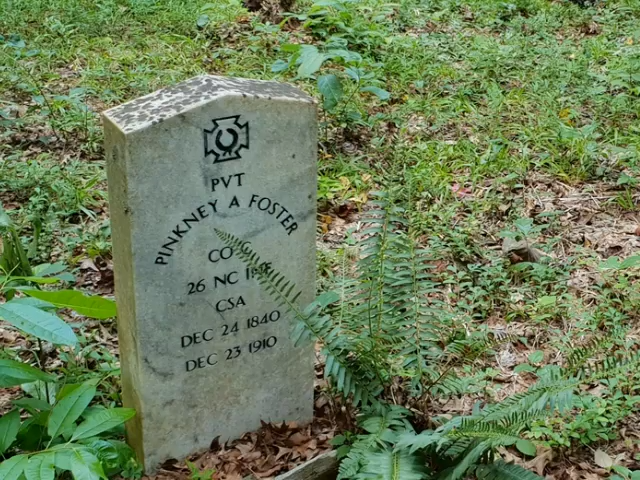 PVT
PINKNEY A FOSTER
CO
26 NC
CSA
DEC 24 1840
DEC 23 1910